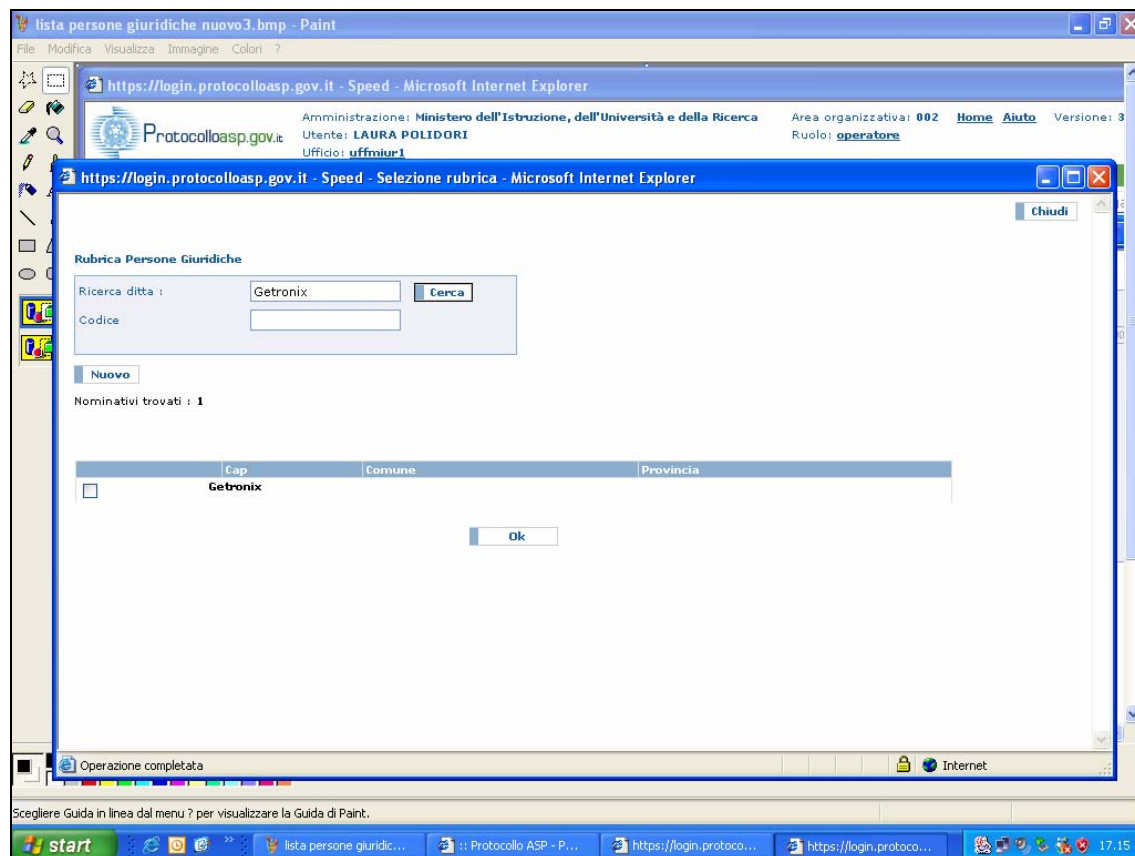 lista persone giuridiche nuovo3.bmp - Paint
File Modifica Visualizza Immagine Colori ?
https://login.protocolloasp.gov.it - Speed - Microsoft Internet Explorer
Protocolloasp.gov.it
Amministrazione: Ministero dell'Istruzione, dell'Università e della Ricerca
Area organizzativa: 002
Home Aiuto Versione: 3
Utente: LAURA POLIDORI
Ruolo: operatore
Ufficio: uffmiur1
https://login.protocolloasp.gov.it - Speed - Selezione rubrica - Microsoft Internet Explorer
Chiudi
Rubrica Persone Giuridiche
Ricerca ditta : Getronix Cerca
Codice
Nuovo
Nominativi trovati : 1
Cap Comune Provincia
Getronix
Ok
Operazione completata
Internet
Scegliere Guida in linea dal menu ? per visualizzare la Guida di Paint.
start » lista persone giuridic... :: Protocollo ASP - P... https://login.protoco... https://login.protoco... 17.15